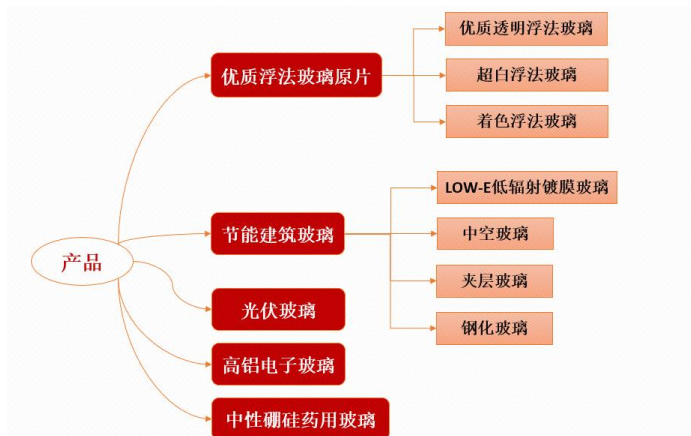 产品
优质浮法玻璃原片
优质透明浮法玻璃
超白浮法玻璃
着色浮法玻璃
节能建筑玻璃
LOW-E低辐射镀膜玻璃
中空玻璃
夹层玻璃
钢化玻璃
光伏玻璃
高铝电子玻璃
中性硼硅药用玻璃